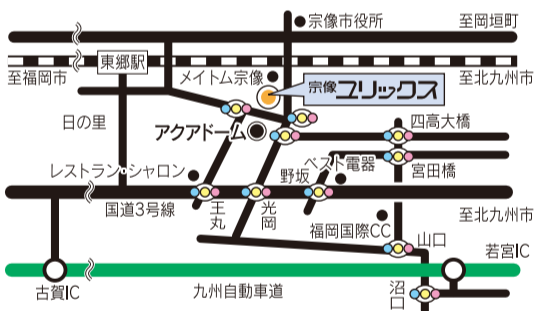 宗像市役所
至岡垣町
東郷駅
メイトム宗像
至福岡市
至北九州市
宗像ユリックス
日の里
アクアドーム
四高大橋
レストラン・シャロン
野坂
ベスト電器
宮田橋
国道3号線
王丸
光岡
至北九州市
福岡国際CC
山口
若宮IC
古賀IC
九州自動車道
沼口